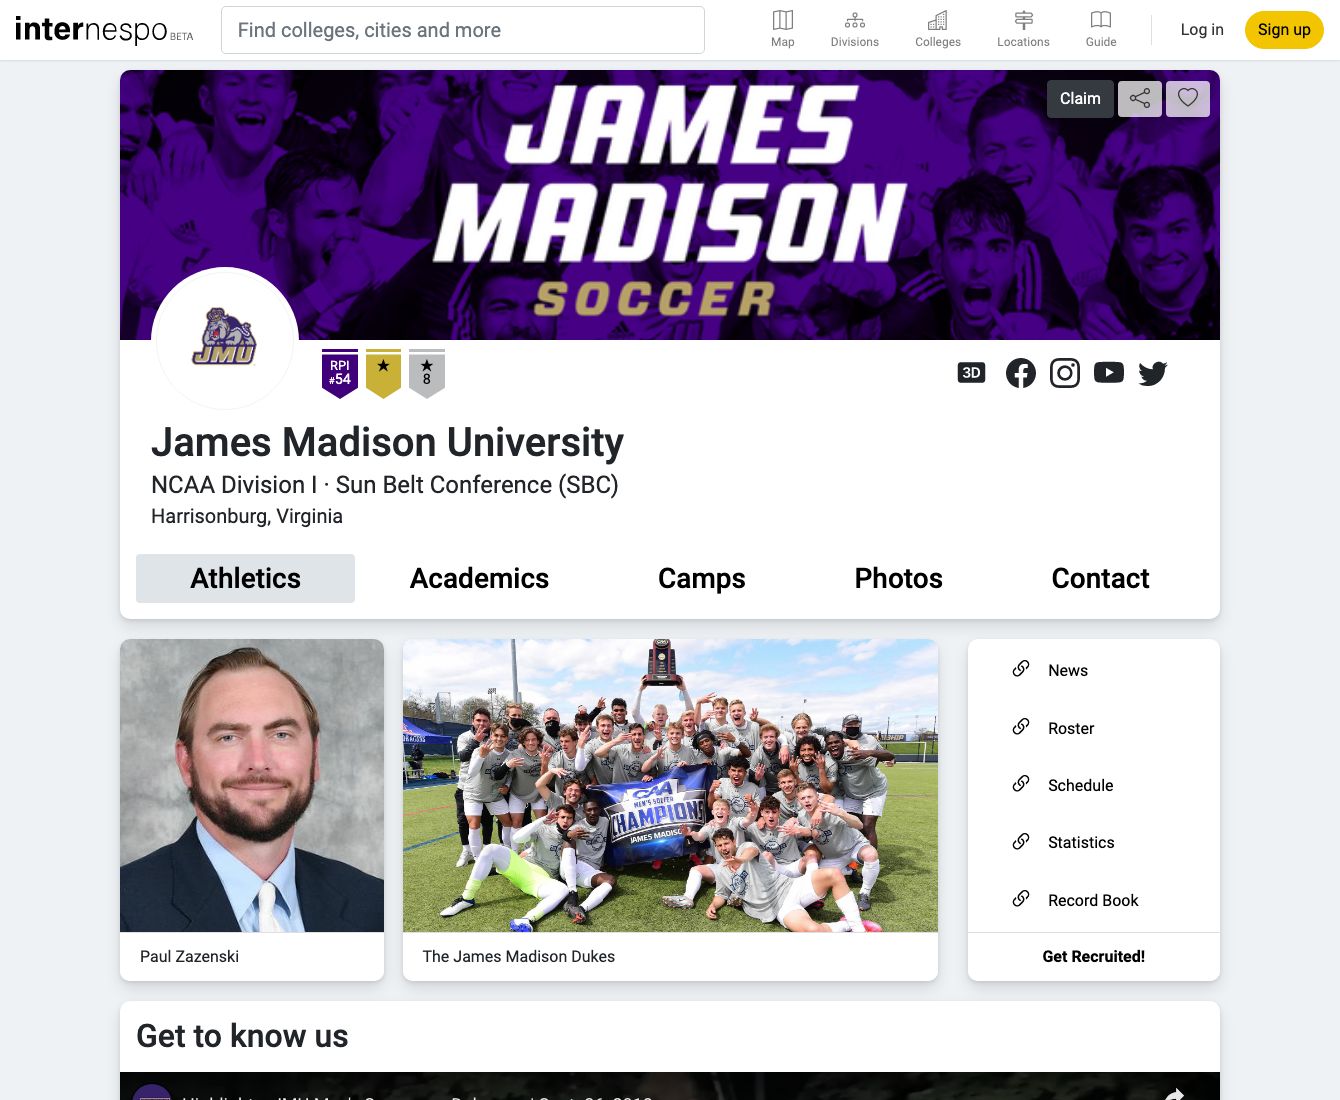 internespo BETA
Find colleges, cities and more
Map
Divisions
Colleges
Locations
Guide
Log in
Sign up
JAMES
MADISON
SOCCER
Claim
JMU
RPI
#54
8
3D
James Madison University
NCAA Division I · Sun Belt Conference (SBC)
Harrisonburg, Virginia
Athletics
Academics
Camps
Photos
Contact
CAA
MEN'S SOCCER
CHAMPIONS
JAMES MADISON
Paul Zazenski
The James Madison Dukes
News
Roster
Schedule
Statistics
Record Book
Get Recruited!
Get to know us